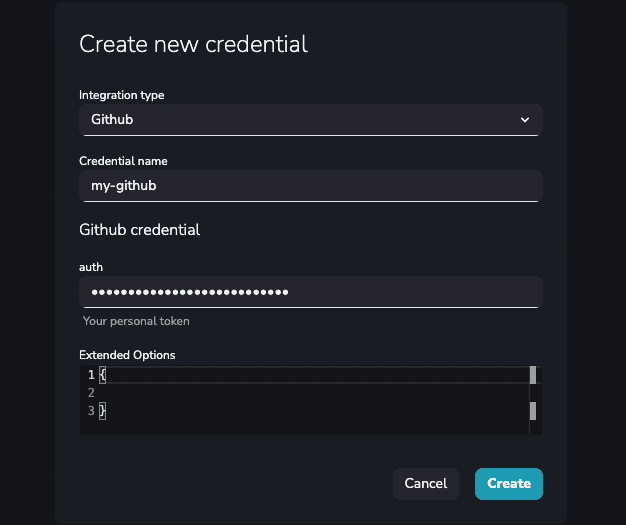 Create new credential
Integration type
Github
Credential name
my-github
Github credential
auth
•••••••••••••••••••••••••••
Your personal token
Extended Options
1 {
2
3 }
Cancel Create